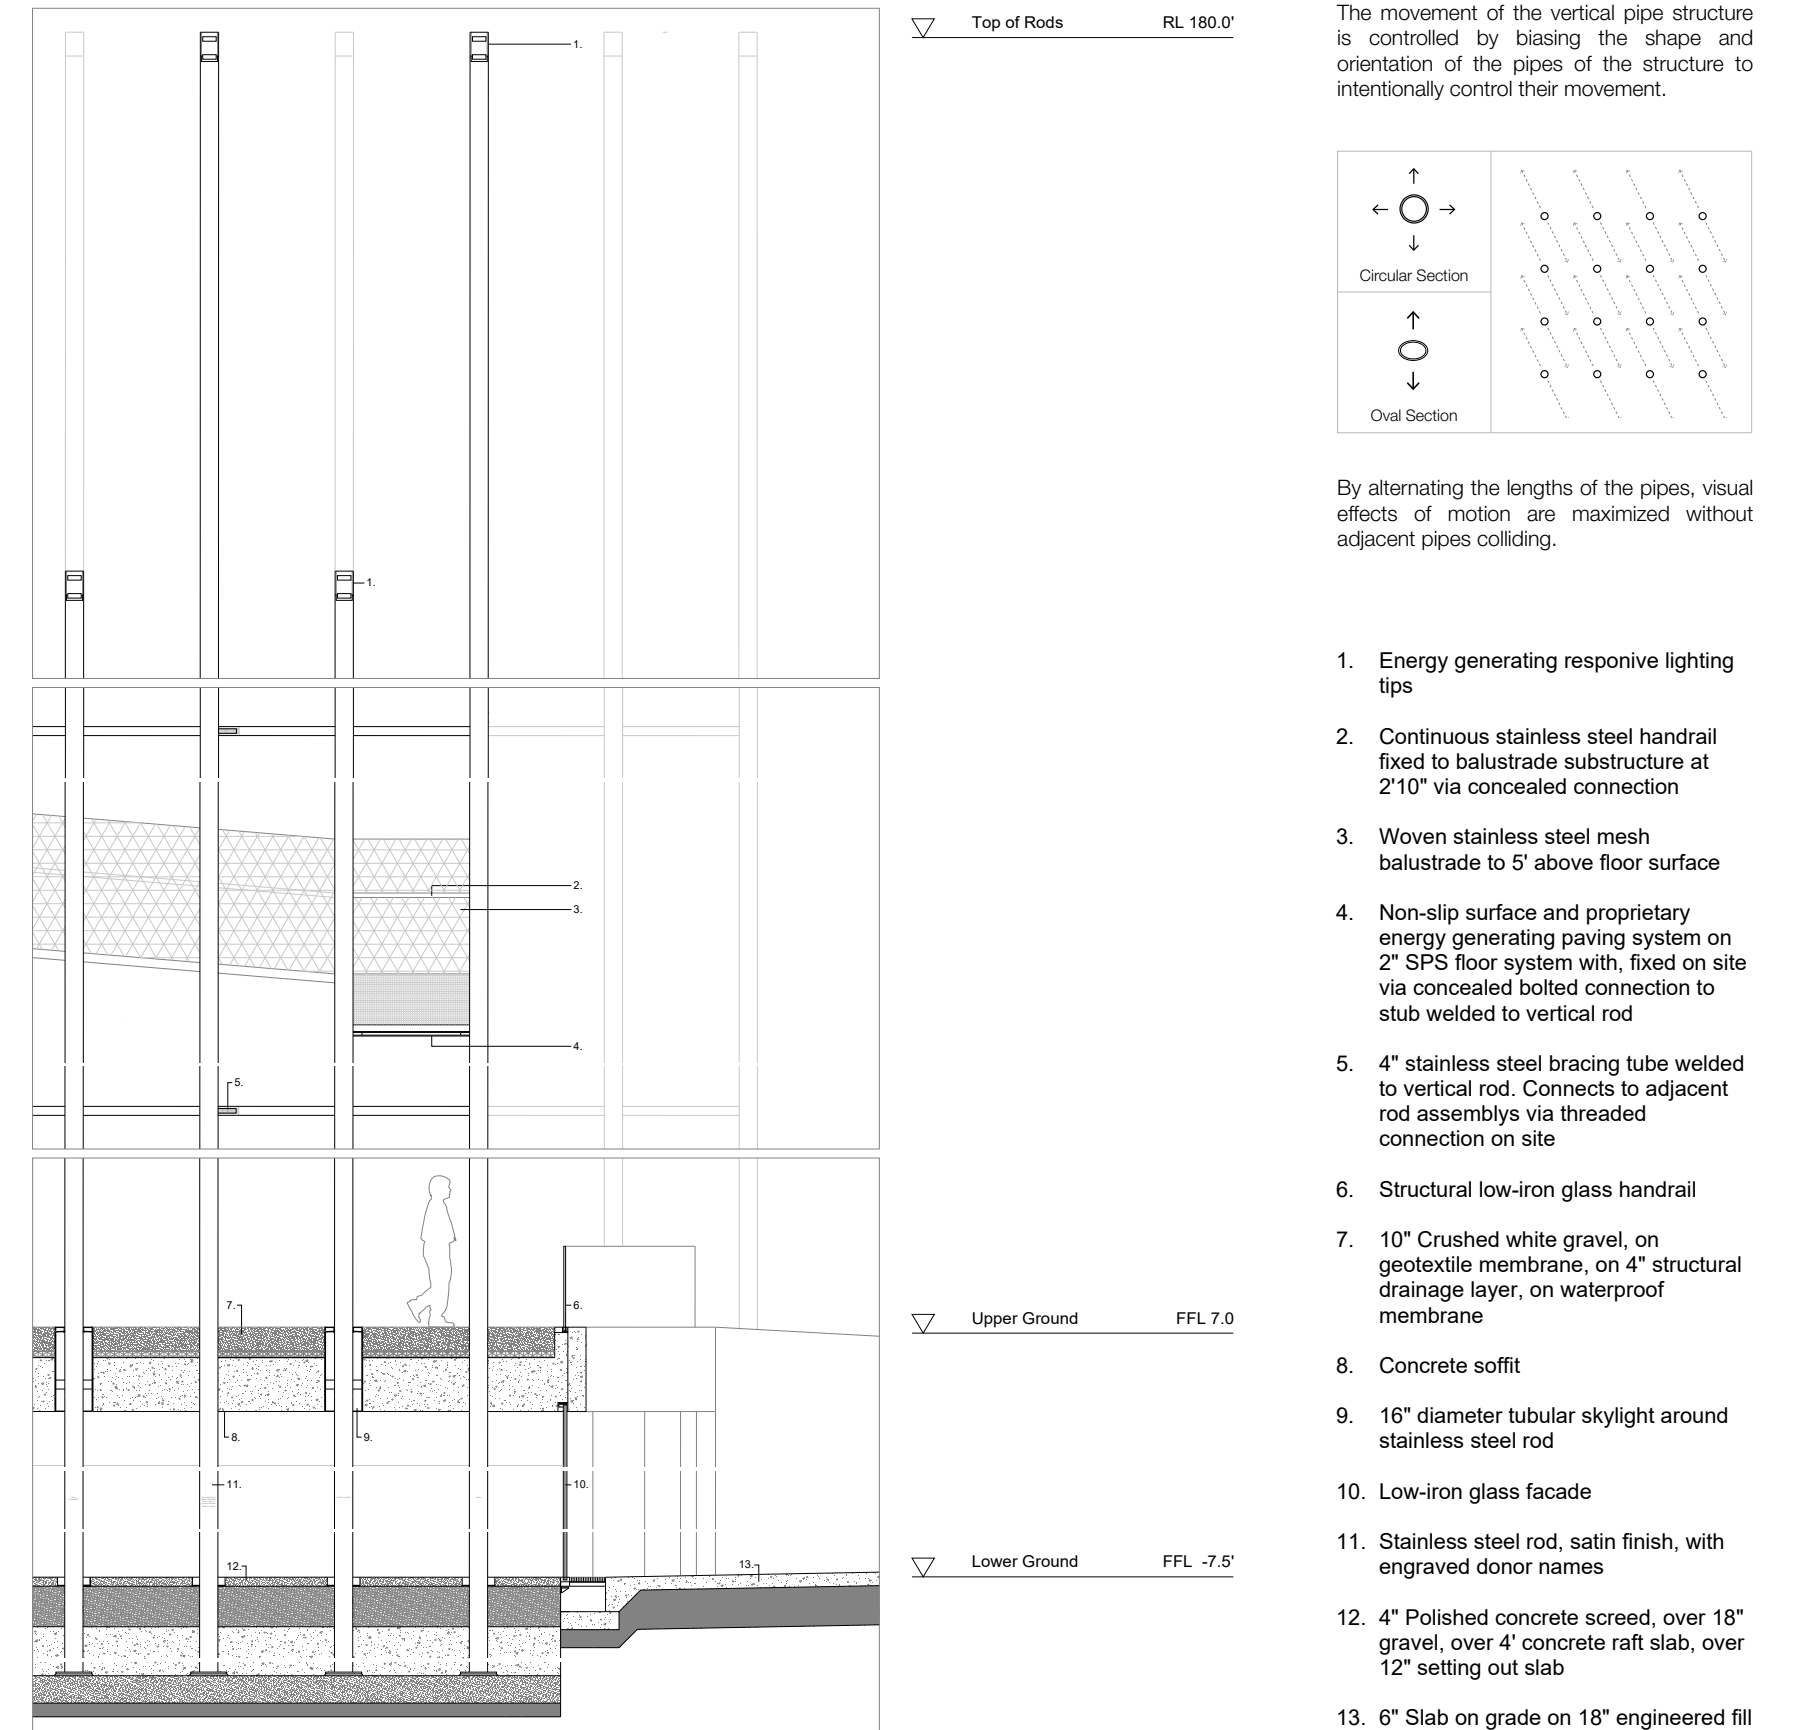 Top of Rods RL 180.0'
1.
1.
2.
3.
4.
5.
7.
6.
Upper Ground FFL 7.0
8.
9.
11.
10.
12.
13.
Lower Ground FFL -7.5'
The movement of the vertical pipe structure
is controlled by biasing the shape and
orientation of the pipes of the structure to
intentionally control their movement.
Circular Section
Oval Section
By alternating the lengths of the pipes, visual
effects of motion are maximized without
adjacent pipes colliding.
1. Energy generating responive lighting
tips
2. Continuous stainless steel handrail
fixed to balustrade substructure at
2'10" via concealed connection
3. Woven stainless steel mesh
balustrade to 5' above floor surface
4. Non-slip surface and proprietary
energy generating paving system on
2" SPS floor system with, fixed on site
via concealed bolted connection to
stub welded to vertical rod
5. 4" stainless steel bracing tube welded
to vertical rod. Connects to adjacent
rod assemblys via threaded
connection on site
6. Structural low-iron glass handrail
7. 10" Crushed white gravel, on
geotextile membrane, on 4" structural
drainage layer, on waterproof
membrane
8. Concrete soffit
9. 16" diameter tubular skylight around
stainless steel rod
10. Low-iron glass facade
11. Stainless steel rod, satin finish, with
engraved donor names
12. 4" Polished concrete screed, over 18"
gravel, over 4' concrete raft slab, over
12" setting out slab
13. 6" Slab on grade on 18" engineered fill